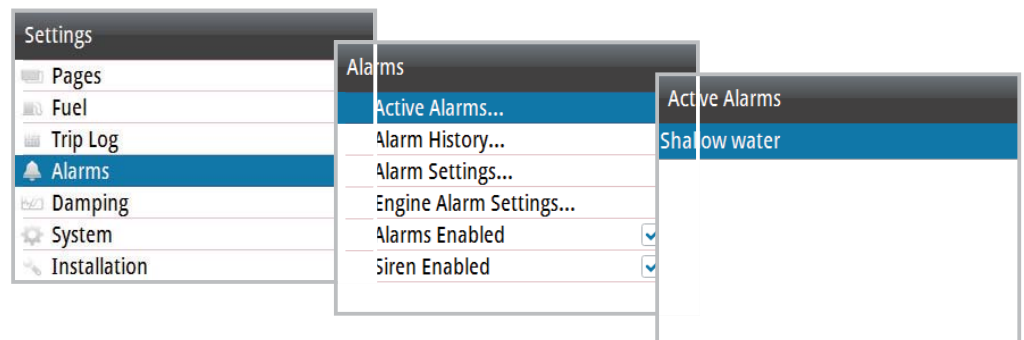 Settings
Pages
Fuel
Trip Log
Alarms
Damping
System
Installation
Alarms
Active Alarms...
Alarm History...
Alarm Settings...
Engine Alarm Settings...
Alarms Enabled
Siren Enabled
Active Alarms
Shallow water